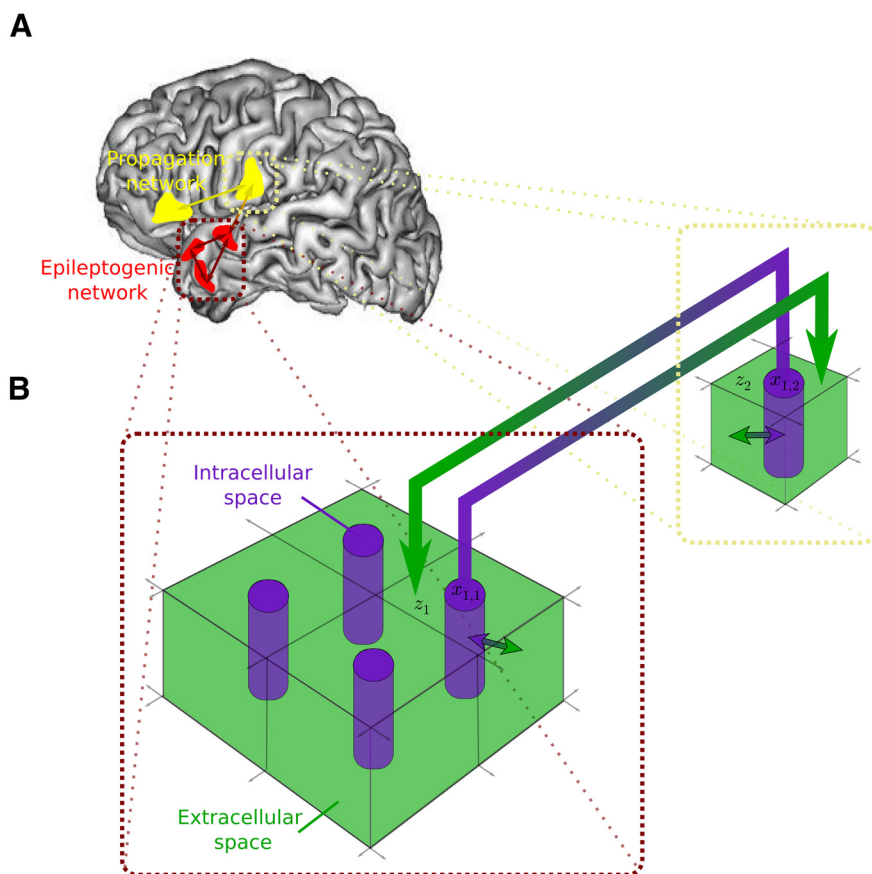 A
Propagation
network
Epileptogenic
network
B
z₂
x₁,₂
Intracellular
space
x₁,₁
z₁
Extracellular
space